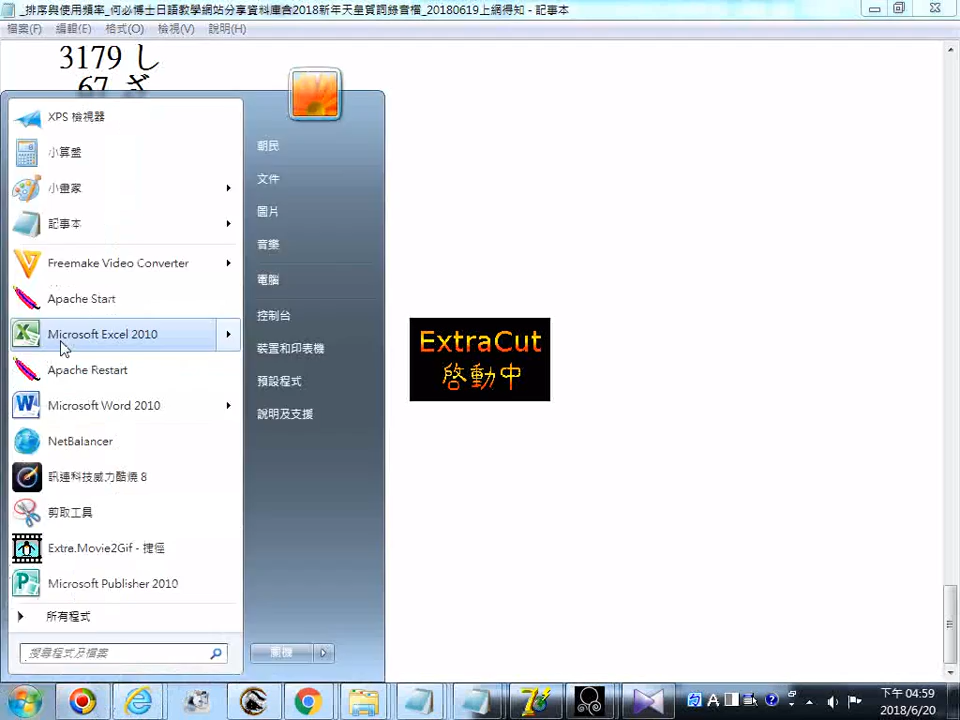 _排序與使用頻率_何必博士日語教學網站分享資料庫含2018新年天皇賀詞錄音檔_20180619上網得知 - 記事本
檔案(F) 編輯(E) 格式(O) 檢視(V) 說明(H)
3179 し
67 ざ
XPS 檢視器
小算盤
小畫家
記事本
Freemake Video Converter
Apache Start
Microsoft Excel 2010
Apache Restart
Microsoft Word 2010
NetBalancer
訊連科技威力酷燒 8
剪取工具
Extra.Movie2Gif - 捷徑
Microsoft Publisher 2010
所有程式
搜尋程式及檔案
朝民
文件
圖片
音樂
電腦
控制台
裝置和印表機
預設程式
說明及支援
關機
ExtraCut
啓動中
下午 04:59
2018/6/20